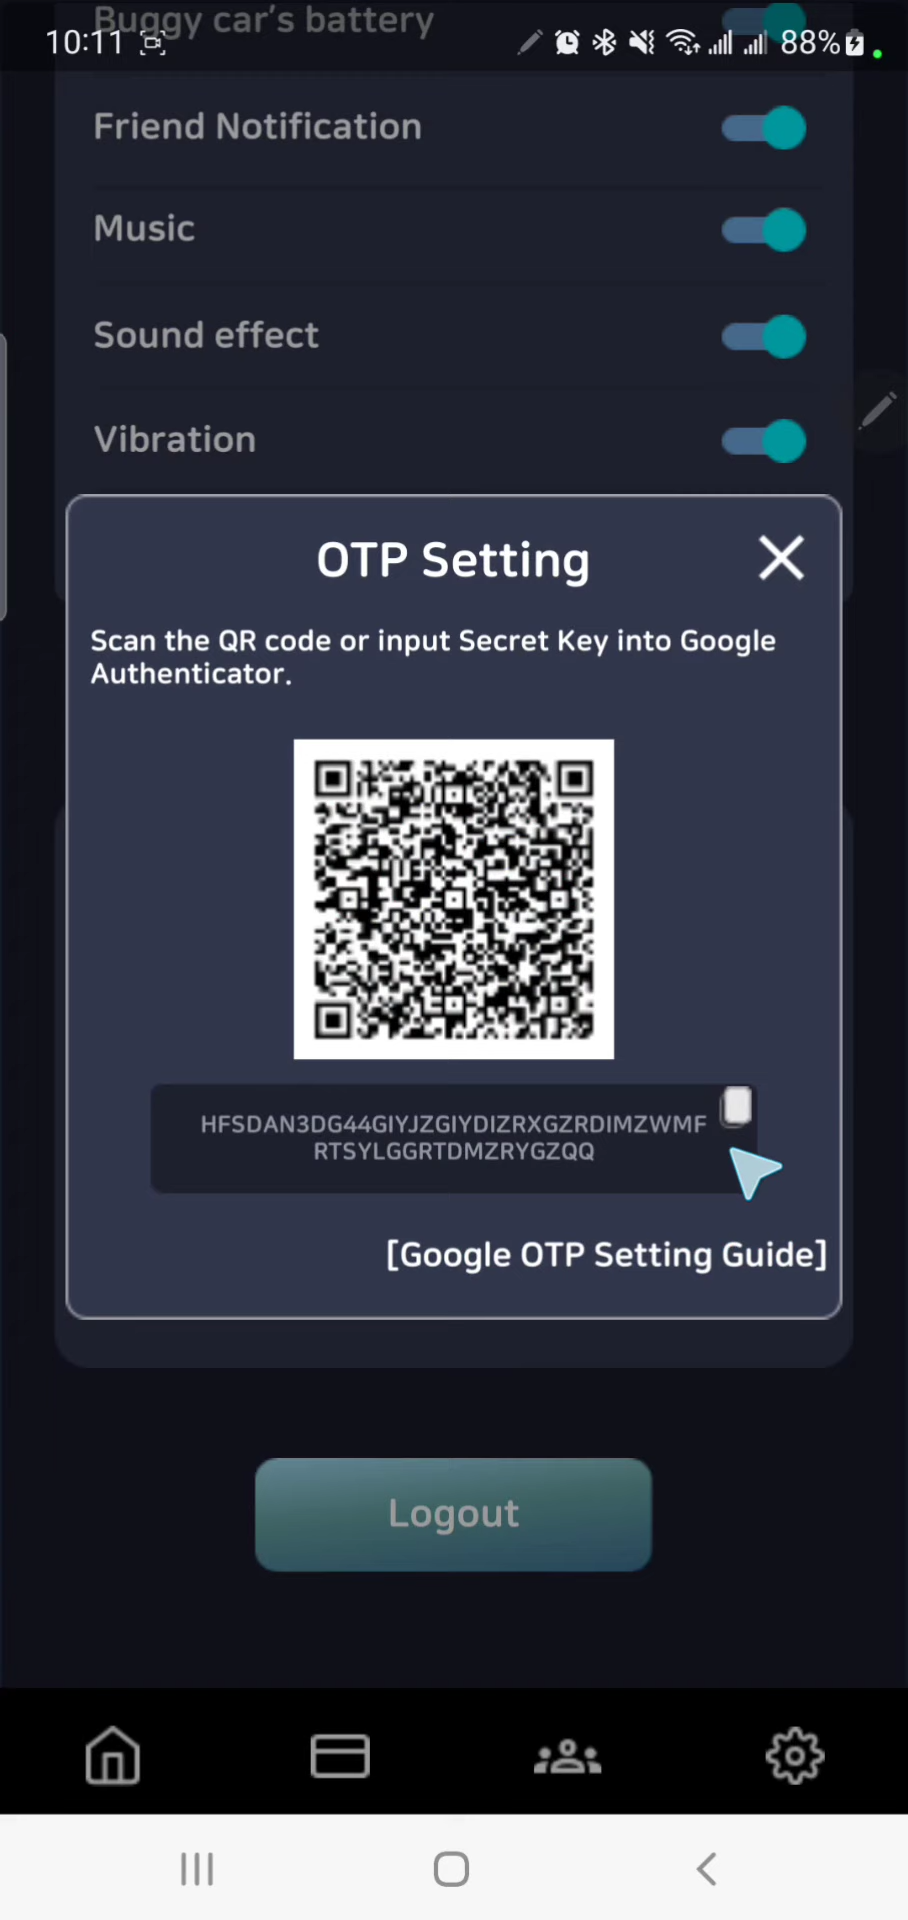 Buggy car's battery
10:11
88%
Friend Notification
Music
Sound effect
Vibration
OTP Setting
Scan the QR code or input Secret Key into Google
Authenticator.
HFSDAN3DG44GIYJZGIYDIZRXGZRDIMZWMF
RTSYLGGRTDMZRYGZQQ
[Google OTP Setting Guide]
Logout